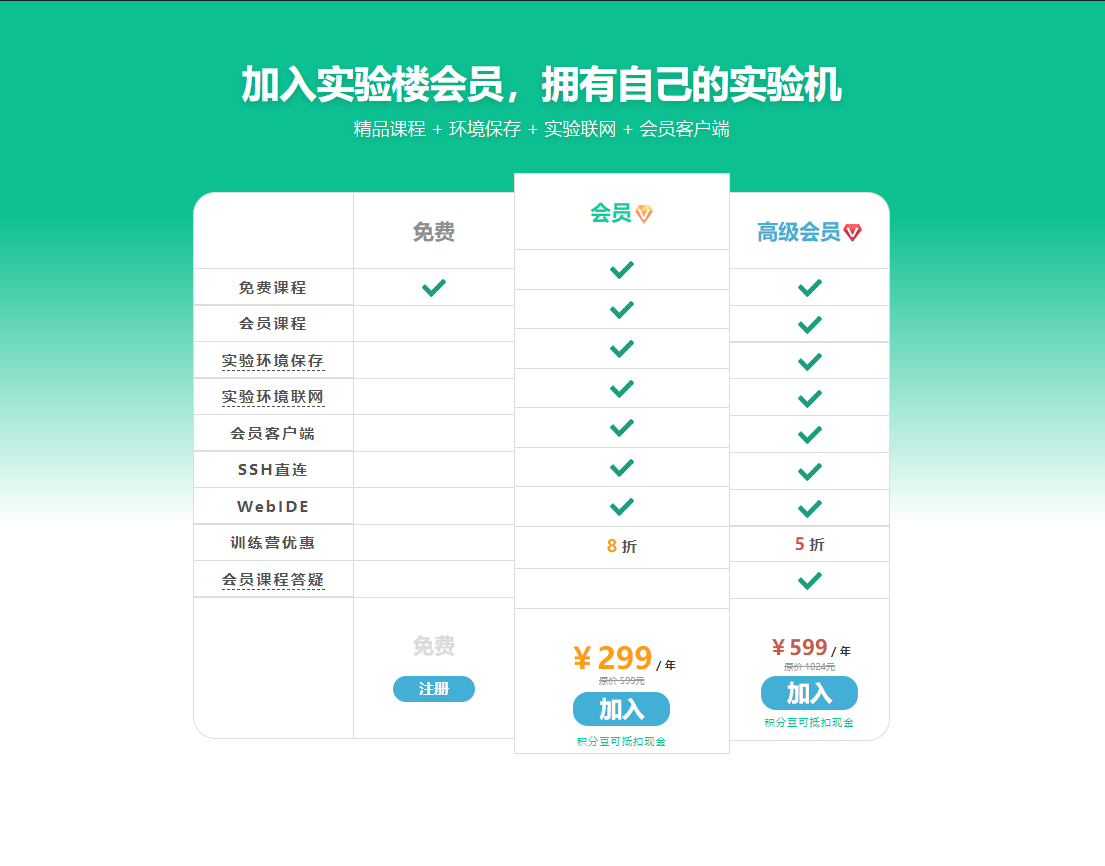 加入实验楼会员，拥有自己的实验机
精品课程 + 环境保存 + 实验联网 + 会员客户端
免费
会员
高级会员
免费课程
会员课程
实验环境保存
实验环境联网
会员客户端
SSH直连
WebIDE
训练营优惠
8 折
5 折
会员课程答疑
免费
注册
￥299 / 年
原价 599元
加入
积分豆可抵扣现金
￥599 / 年
原价 1024元
加入
积分豆可抵扣现金